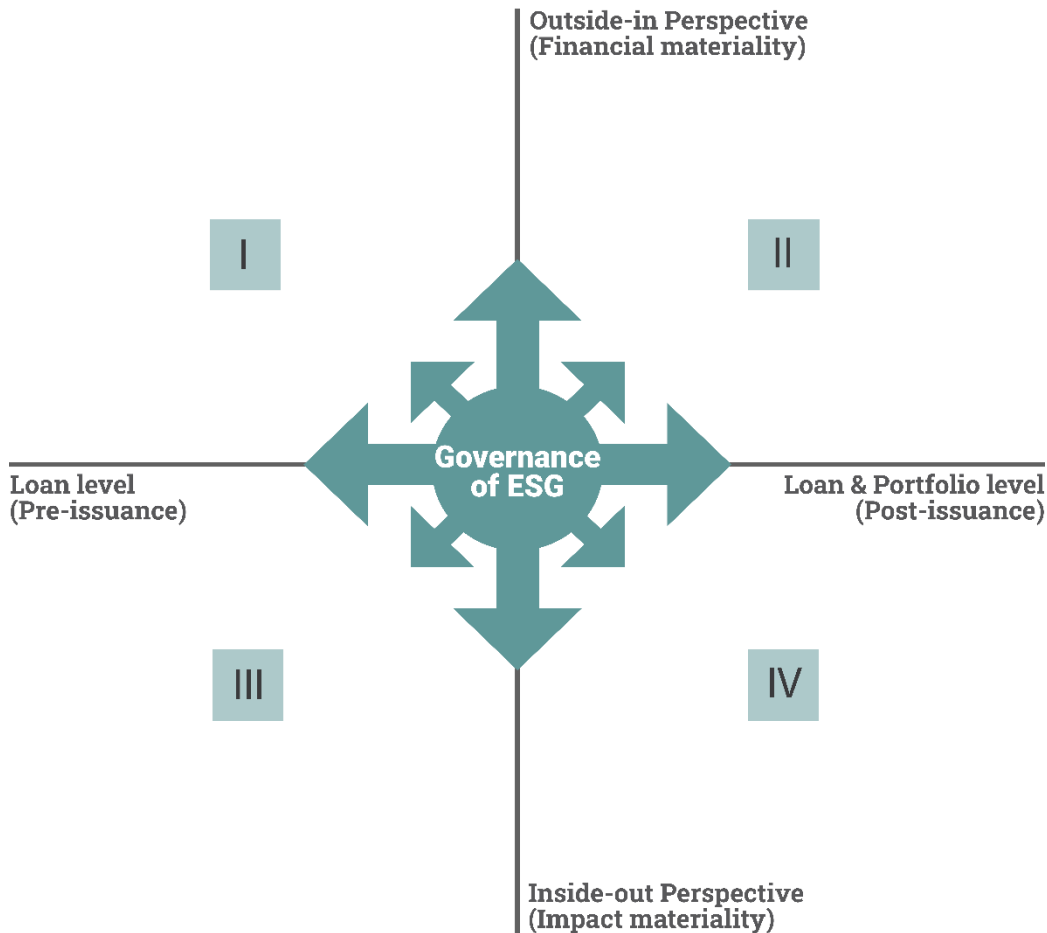 Outside-in Perspective
(Financial materiality)
I
II
Governance
of ESG
Loan level
(Pre-issuance)
Loan & Portfolio level
(Post-issuance)
III
IV
Inside-out Perspective
(Impact materiality)